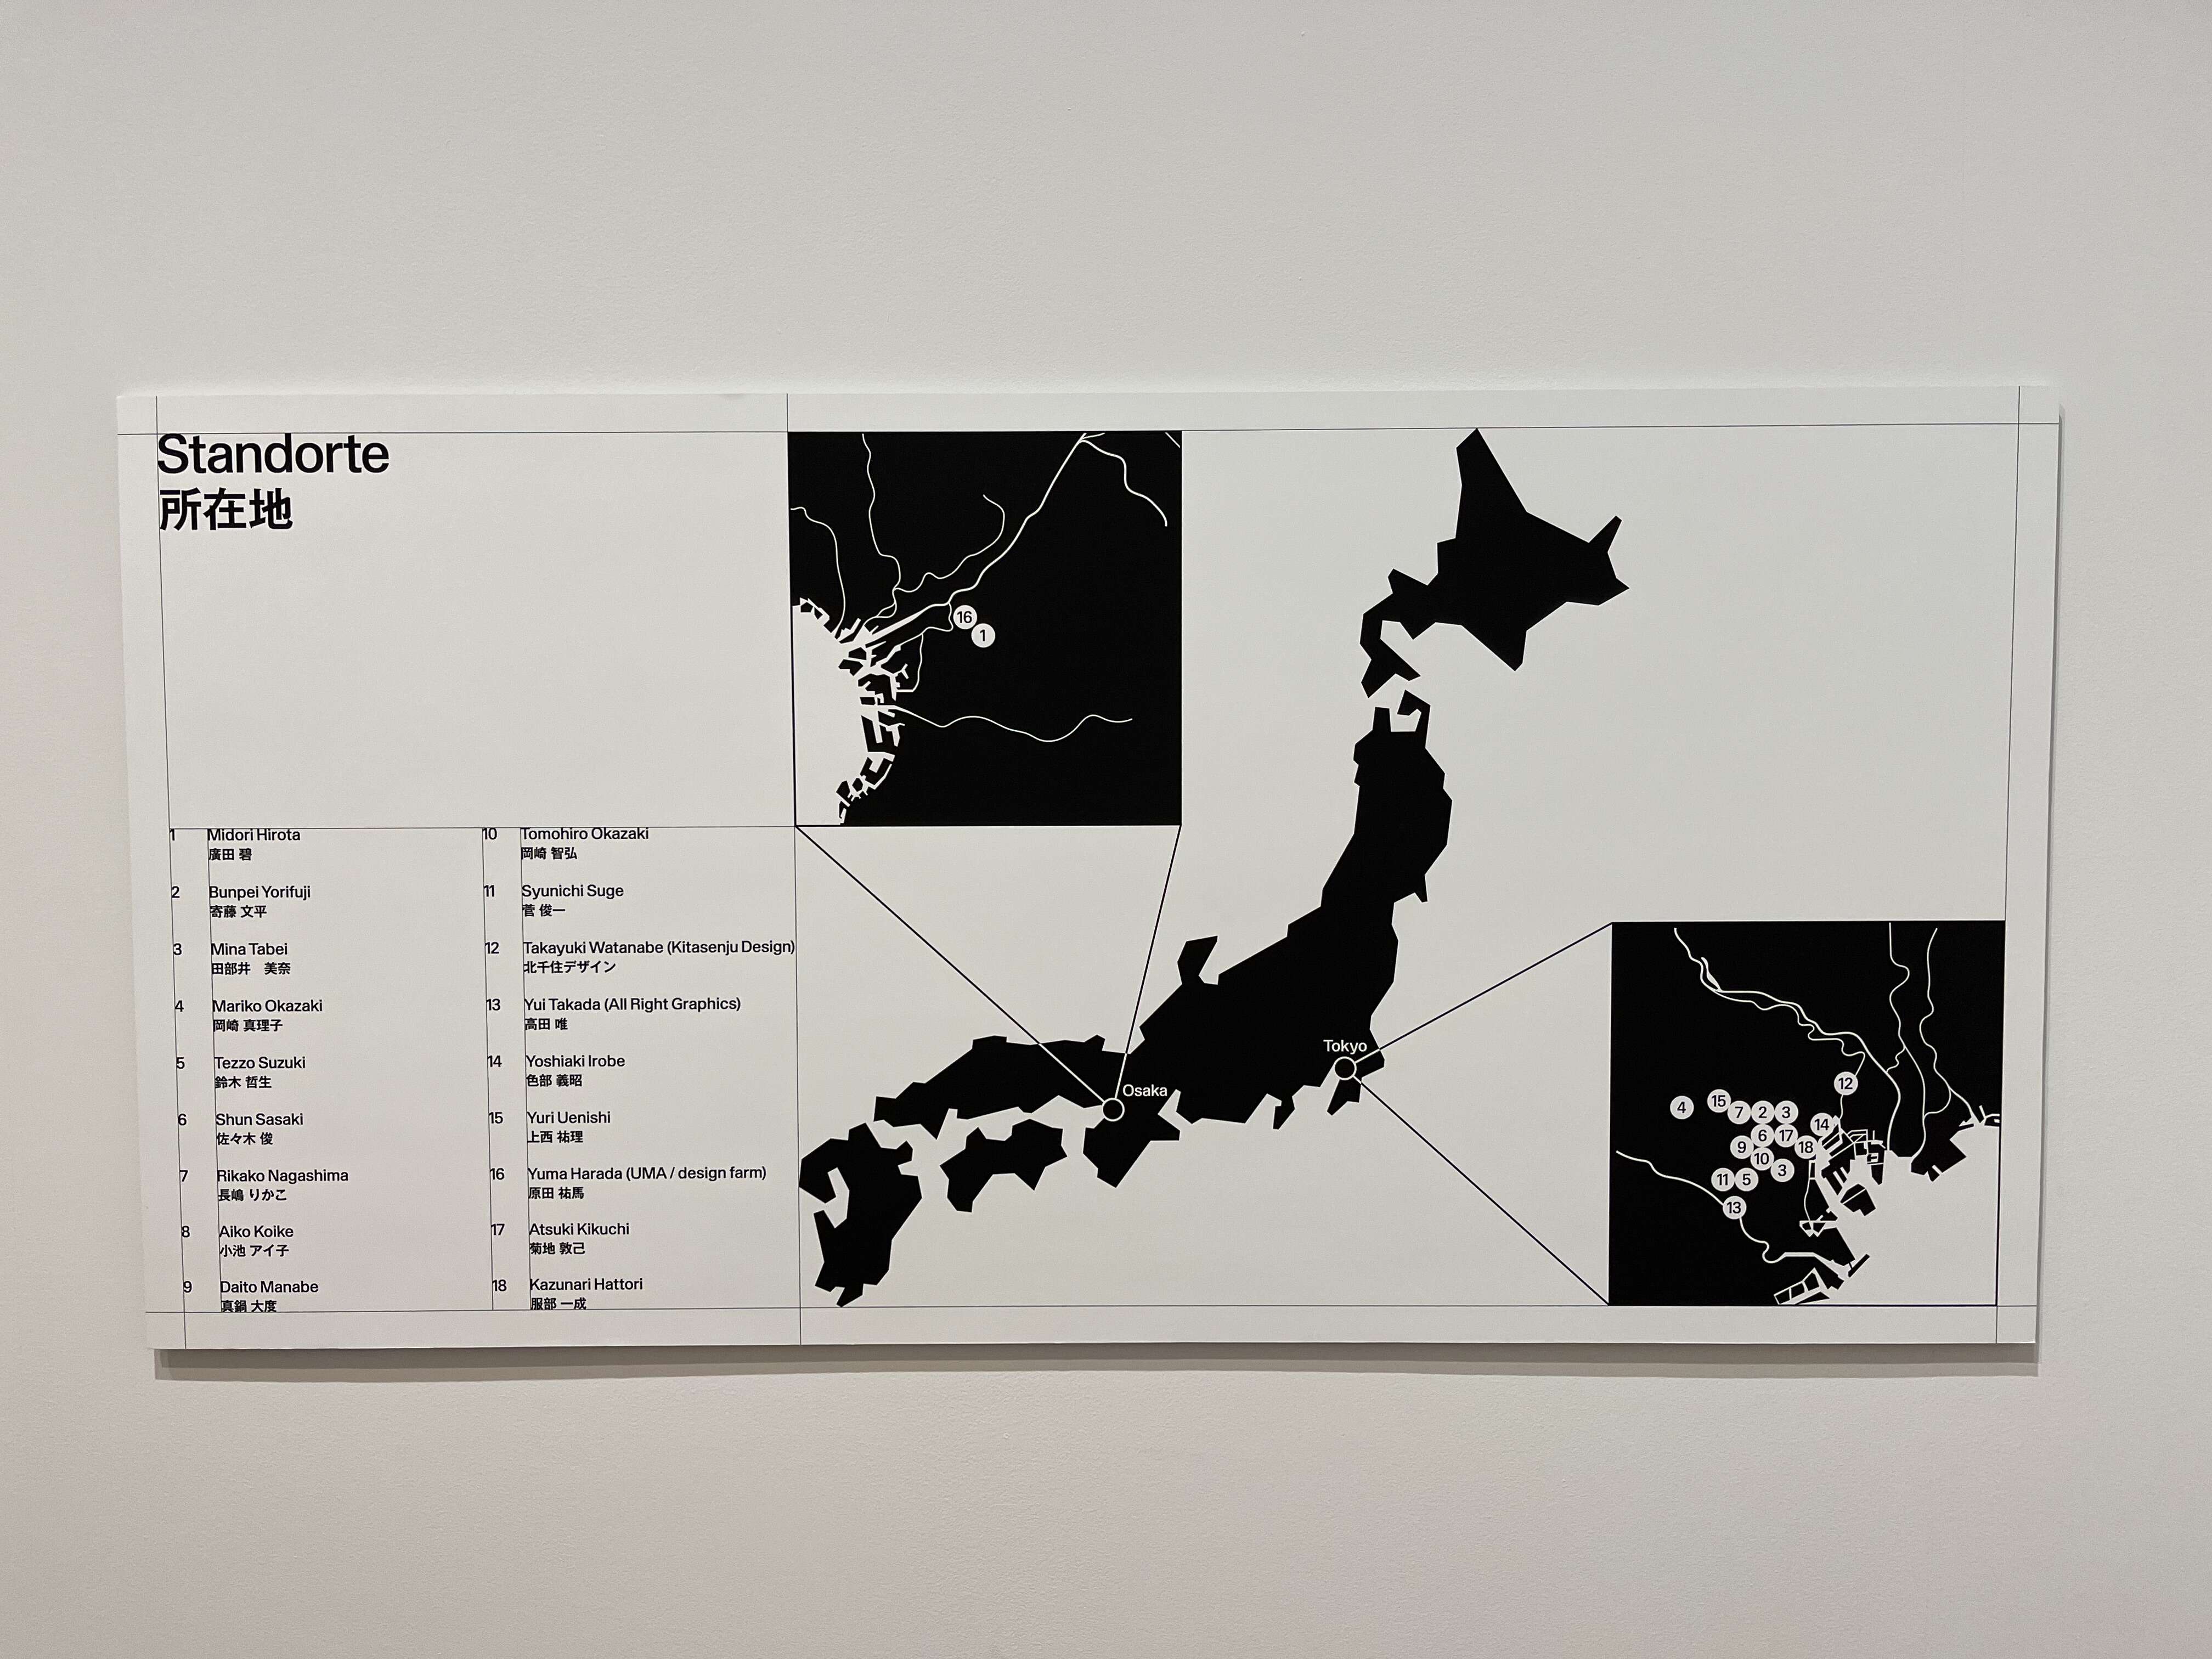 Standorte
所在地
1 Midori Hirota
廣田 碧
2 Bunpei Yorifuji
寄藤 文平
3 Mina Tabei
田部井　美奈
4 Mariko Okazaki
岡崎 真理子
5 Tezzo Suzuki
鈴木 哲生
6 Shun Sasaki
佐々木 俊
7 Rikako Nagashima
長嶋 りかこ
8 Aiko Koike
小池 アイ子
9 Daito Manabe
真鍋 大度
10 Tomohiro Okazaki
岡崎 智弘
11 Syunichi Suge
菅 俊一
12 Takayuki Watanabe (Kitasenju Design)
北千住デザイン
13 Yui Takada (All Right Graphics)
高田 唯
14 Yoshiaki Irobe
色部 義昭
15 Yuri Uenishi
上西 祐理
16 Yuma Harada (UMA / design farm)
原田 祐馬
17 Atsuki Kikuchi
菊地 敦己
18 Kazunari Hattori
服部 一成
16
1
Tokyo
Osaka
12
4 15 7 2 3
14
6 17
9 18
10 3
11 5
13